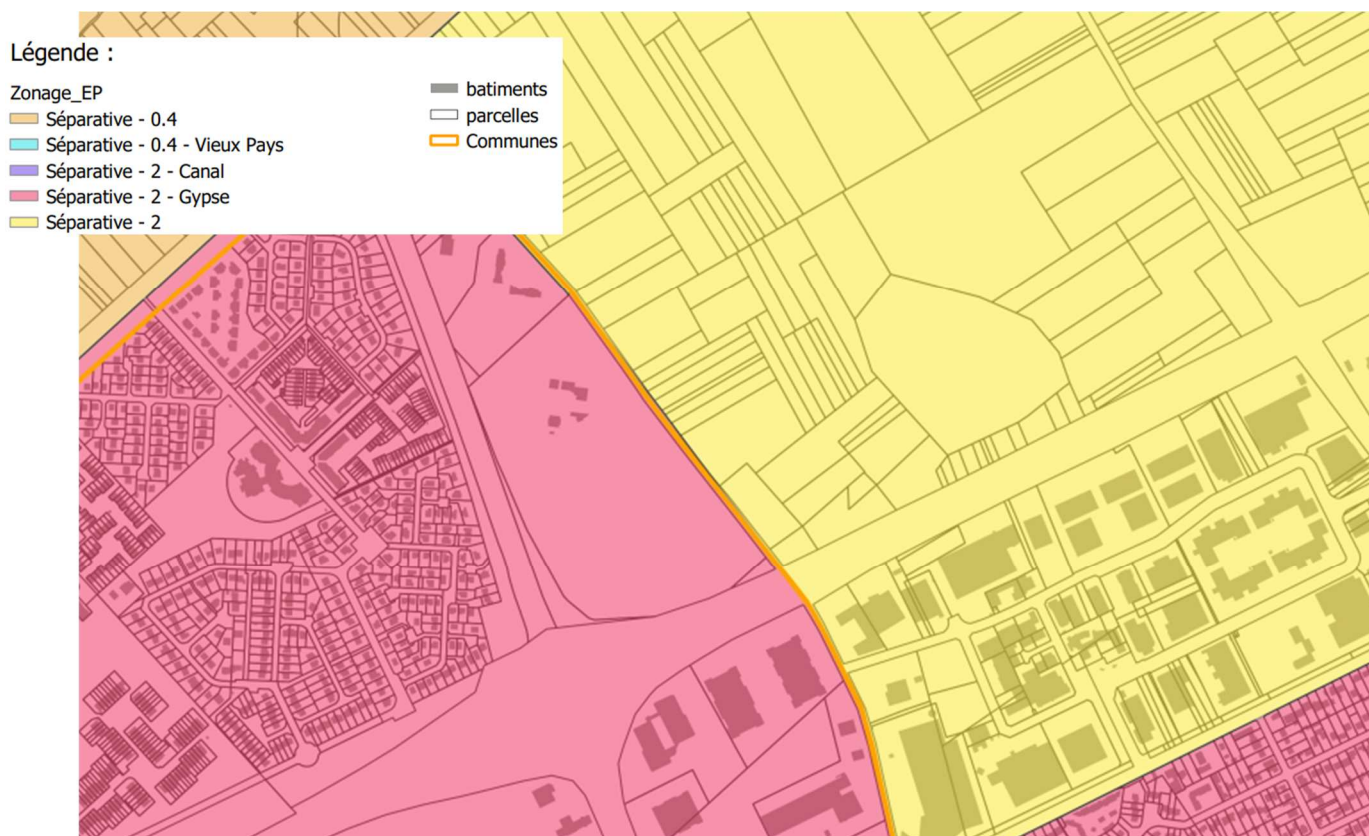 Légende :
Zonage_EP
Séparative - 0.4
Séparative - 0.4 - Vieux Pays
Séparative - 2 - Canal
Séparative - 2 - Gypse
Séparative - 2
batiments
parcelles
Communes